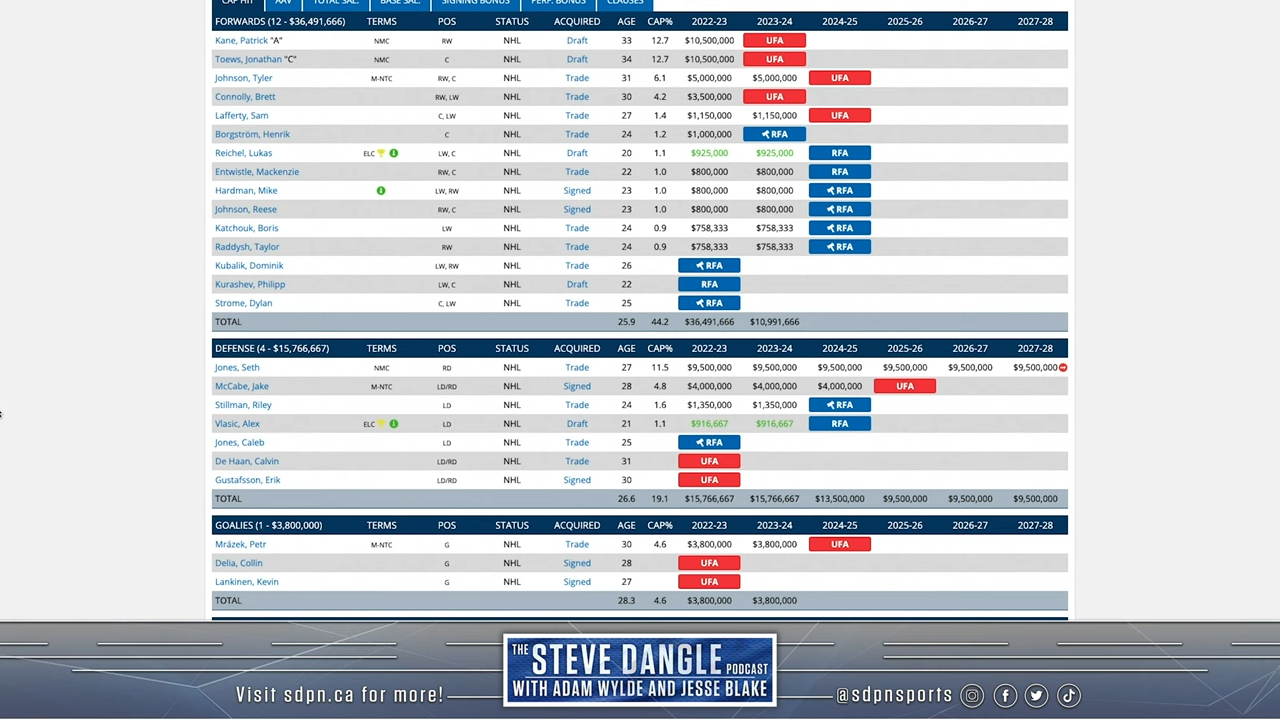 CAP HIT AAV TOTAL SAL. BASE SAL. SIGNING BONUS PERF. BONUS CLAUSES
FORWARDS (12 - $36,491,666) TERMS POS STATUS ACQUIRED AGE CAP% 2022-23 2023-24 2024-25 2025-26 2026-27 2027-28
Kane, Patrick "A" NMC RW NHL Draft 33 12.7 $10,500,000 UFA
Toews, Jonathan "C" NMC C NHL Draft 34 12.7 $10,500,000 UFA
Johnson, Tyler M-NTC RW, C NHL Trade 31 6.1 $5,000,000 $5,000,000 UFA
Connolly, Brett RW, LW NHL Trade 30 4.2 $3,500,000 UFA
Lafferty, Sam C, LW NHL Trade 27 1.4 $1,150,000 $1,150,000 UFA
Borgström, Henrik C NHL Trade 24 1.2 $1,000,000 RFA
Reichel, Lukas ELC LW, C NHL Draft 20 1.1 $925,000 $925,000 RFA
Entwistle, Mackenzie RW, C NHL Trade 22 1.0 $800,000 $800,000 RFA
Hardman, Mike LW, RW NHL Signed 23 1.0 $800,000 $800,000 RFA
Johnson, Reese RW, C NHL Signed 23 1.0 $800,000 $800,000 RFA
Katchouk, Boris LW NHL Trade 24 0.9 $758,333 $758,333 RFA
Raddysh, Taylor RW NHL Trade 24 0.9 $758,333 $758,333 RFA
Kubalik, Dominik LW, RW NHL Trade 26 RFA
Kurashev, Philipp LW, C NHL Draft 22 RFA
Strome, Dylan C, LW NHL Trade 25 RFA
TOTAL 25.9 44.2 $36,491,666 $10,991,666
DEFENSE (4 - $15,766,667) TERMS POS STATUS ACQUIRED AGE CAP% 2022-23 2023-24 2024-25 2025-26 2026-27 2027-28
Jones, Seth NMC RD NHL Trade 27 11.5 $9,500,000 $9,500,000 $9,500,000 $9,500,000 $9,500,000 $9,500,000
McCabe, Jake M-NTC LD/RD NHL Signed 28 4.8 $4,000,000 $4,000,000 $4,000,000 UFA
Stillman, Riley LD NHL Trade 24 1.6 $1,350,000 $1,350,000 RFA
Vlasic, Alex ELC LD NHL Draft 21 1.1 $916,667 $916,667 RFA
Jones, Caleb LD NHL Trade 25 RFA
De Haan, Calvin LD/RD NHL Trade 31 UFA
Gustafsson, Erik LD/RD NHL Signed 30 UFA
TOTAL 26.6 19.1 $15,766,667 $15,766,667 $13,500,000 $9,500,000 $9,500,000 $9,500,000
GOALIES (1 - $3,800,000) TERMS POS STATUS ACQUIRED AGE CAP% 2022-23 2023-24 2024-25 2025-26 2026-27 2027-28
Mrázek, Petr M-NTC G NHL Trade 30 4.6 $3,800,000 $3,800,000 UFA
Delia, Collin G NHL Signed 28 UFA
Lankinen, Kevin G NHL Signed 27 UFA
TOTAL 28.3 4.6 $3,800,000 $3,800,000
THE STEVE DANGLE PODCAST
WITH ADAM WYLDE AND JESSE BLAKE
Visit sdpn.ca for more!
@sdpnsports